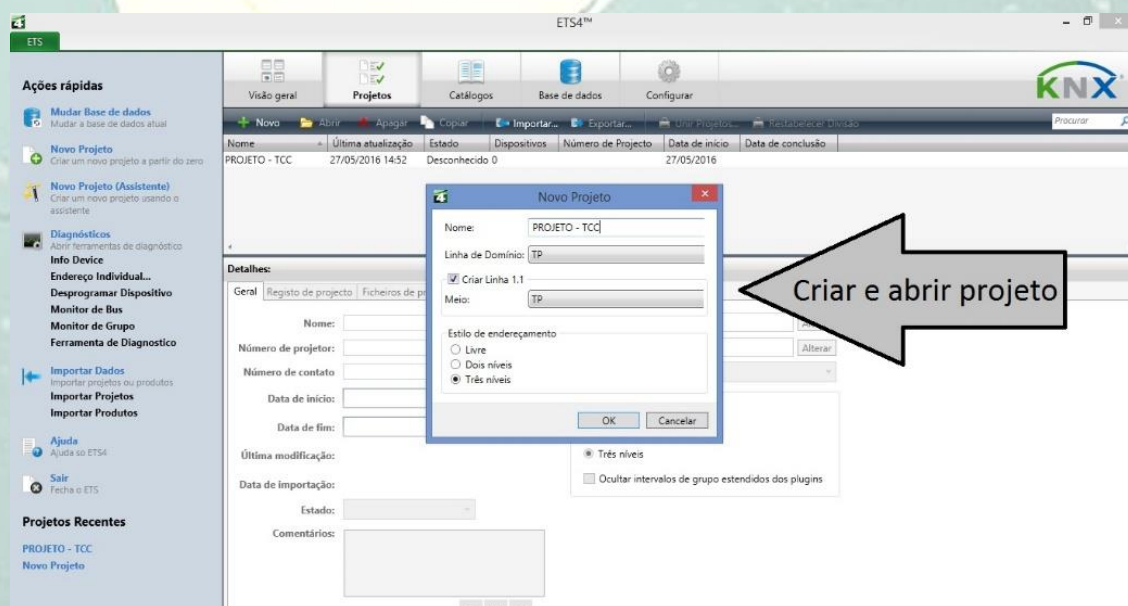 ETS4™
ETS
Ações rápidas
Mudar Base de dados
Mudar a base de dados atual
Novo Projeto
Criar um novo projeto a partir do zero
Novo Projeto (Assistente)
Criar um novo projeto usando o
assistente
Diagnósticos
Abrir ferramentas de diagnóstico
Info Device
Endereço Individual...
Desprogramar Dispositivo
Monitor de Bus
Monitor de Grupo
Ferramenta de Diagnostico
Importar Dados
Importar projetos ou produtos
Importar Projetos
Importar Produtos
Ajuda
Ajuda so ETS4
Sair
Fecha o ETS
Projetos Recentes
PROJETO - TCC
Novo Projeto
Visão geral Projetos Catálogos Base de dados Configurar
KNX
Novo Abrir Apagar Copiar Importar... Exportar... Unir Projetos... Restabelecer Divisão Procurar
Nome Última atualização Estado Dispositivos Número de Projecto Data de início Data de conclusão
PROJETO - TCC 27/05/2016 14:52 Desconhecido 0 27/05/2016
Novo Projeto
Nome: PROJETO - TCC
Linha de Domínio: TP
Criar Linha 1.1
Meio: TP
Estilo de endereçamento
Livre
Dois níveis
Três níveis
OK Cancelar
Criar e abrir projeto
Detalhes:
Geral Registo de projecto Ficheiros de
Nome:
Número de projetor: Alterar
Número de contato
Data de início:
Data de fim:
Última modificação: Três níveis
Data de importação: Ocultar intervalos de grupo estendidos dos plugins
Estado:
Comentários: